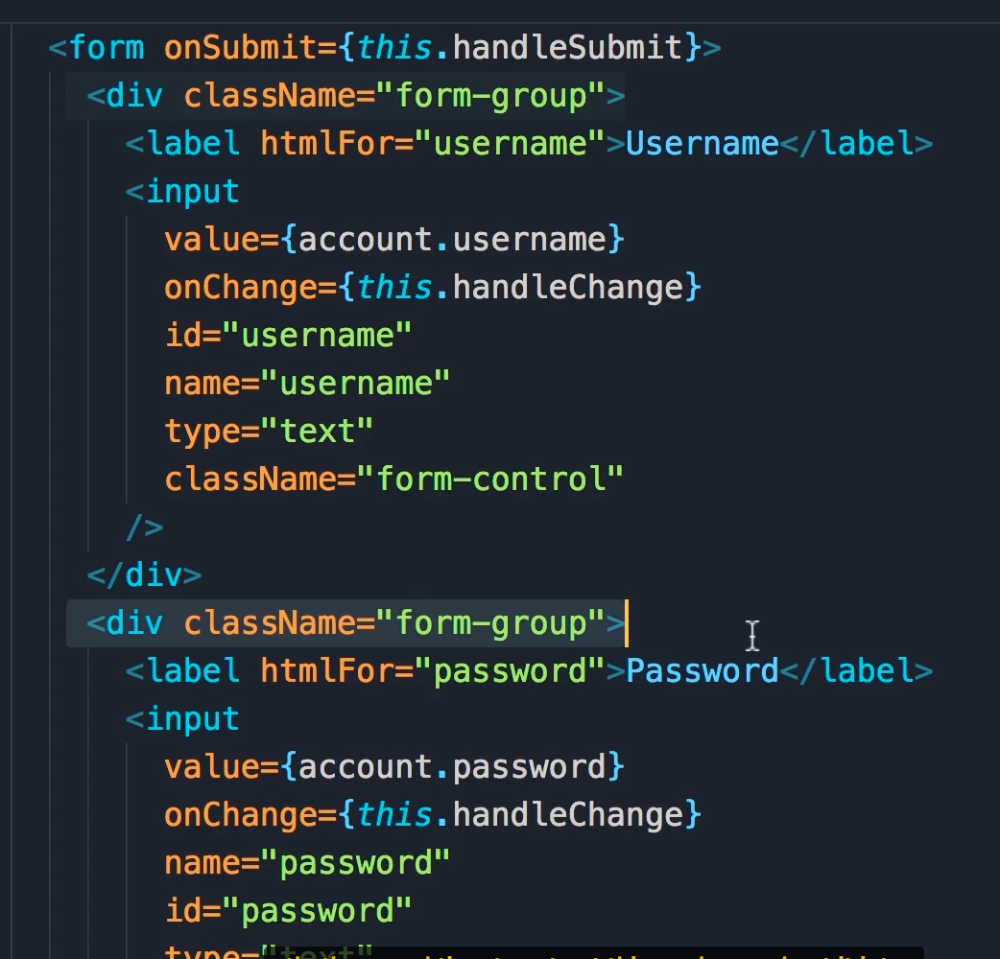 <form onSubmit={this.handleSubmit}>
<div className="form-group">
<label htmlFor="username">Username</label>
<input
value={account.username}
onChange={this.handleChange}
id="username"
name="username"
type="text"
className="form-control"
/>
</div>
<div className="form-group">
<label htmlFor="password">Password</label>
<input
value={account.password}
onChange={this.handleChange}
name="password"
id="password"
type="text"